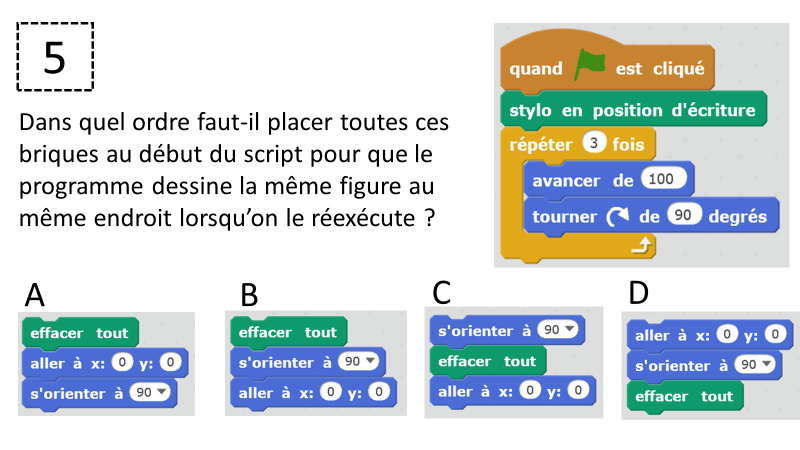 5
Dans quel ordre faut-il placer toutes ces
briques au début du script pour que le
programme dessine la même figure au
même endroit lorsqu’on le réexécute ?
quand est cliqué
stylo en position d'écriture
répéter 3 fois
avancer de 100
tourner de 90 degrés
A
effacer tout
aller à x: 0 y: 0
s'orienter à 90
B
effacer tout
s'orienter à 90
aller à x: 0 y: 0
C
s'orienter à 90
effacer tout
aller à x: 0 y: 0
D
aller à x: 0 y: 0
s'orienter à 90
effacer tout